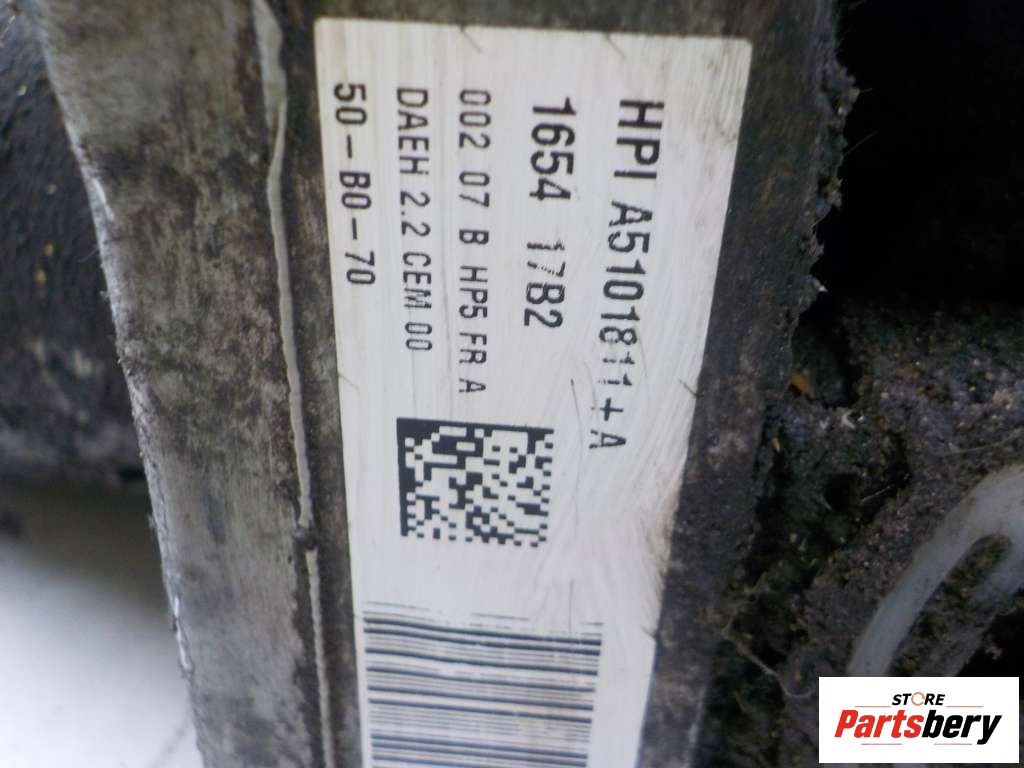 HPI A5101811+A
1654 17B2
002 07 B HP5 FR A
DAEH 2.2 CEM 00
50-B0-70
STORE
Partsbery